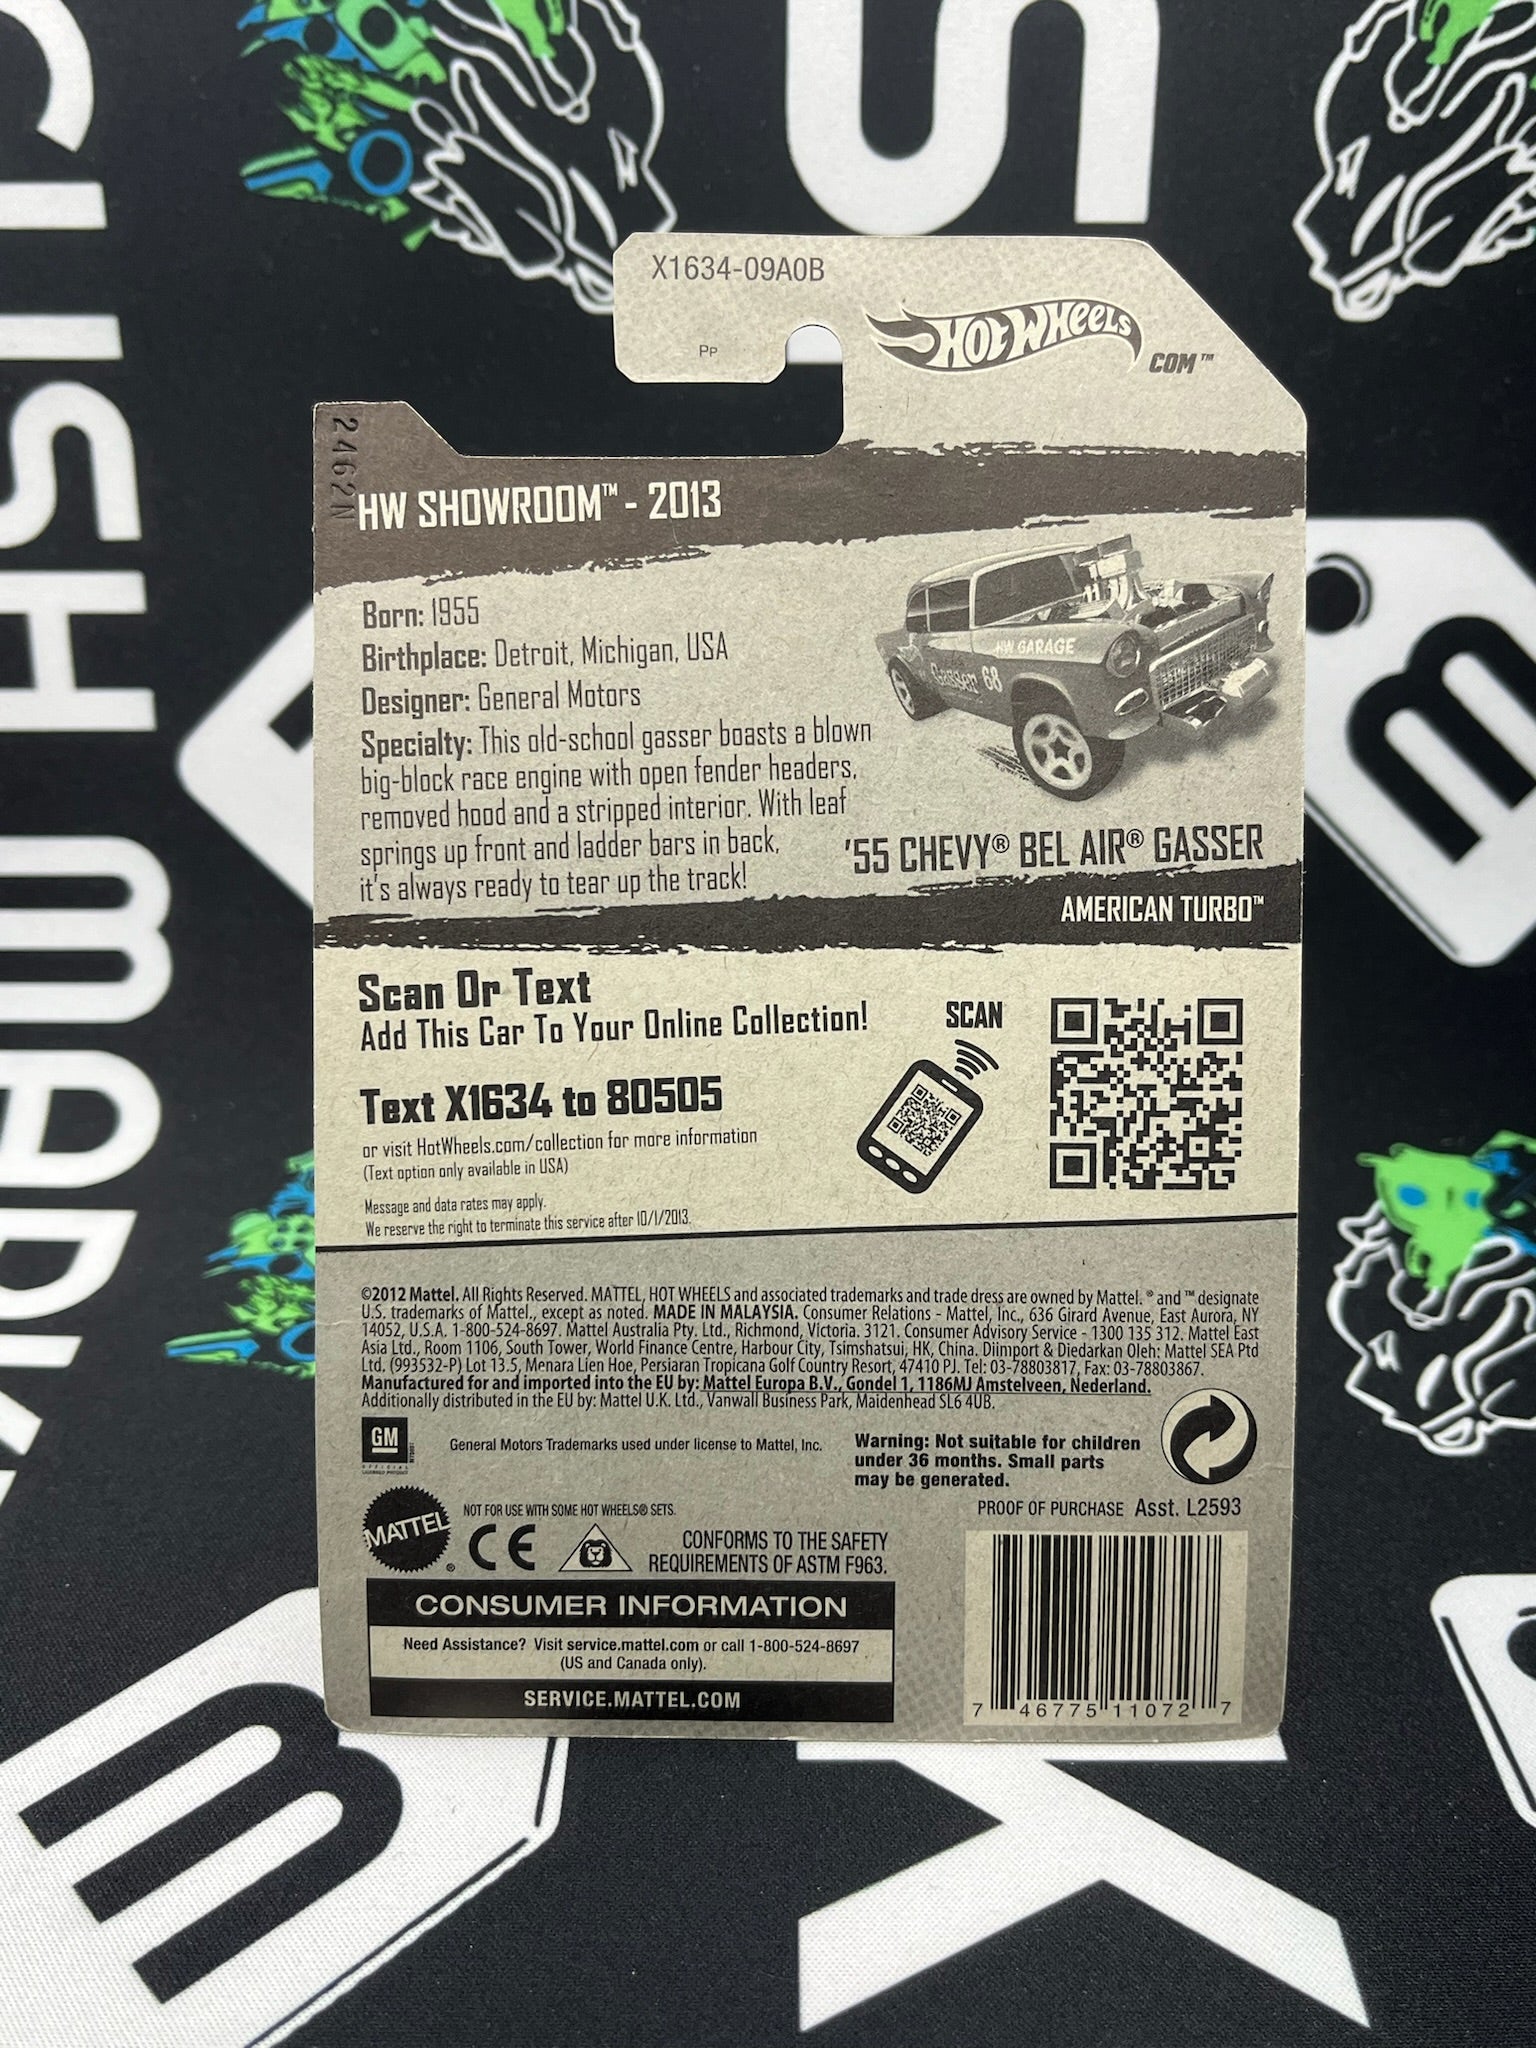 X1634-09A0B
PP
HOT WHEELS
.COM™
2462N
HW SHOWROOM™ - 2013
Born: 1955
Birthplace: Detroit, Michigan, USA
Designer: General Motors
Specialty: This old-school gasser boasts a blown
big-block race engine with open fender headers,
removed hood and a stripped interior. With leaf
springs up front and ladder bars in back,
it's always ready to tear up the track!
HW GARAGE
Gasser 68
'55 CHEVY® BEL AIR® GASSER
AMERICAN TURBO™
Scan Or Text
Add This Car To Your Online Collection!
Text X1634 to 80505
or visit HotWheels.com/collection for more information
(Text option only available in USA)
Message and data rates may apply.
We reserve the right to terminate this service after 10/1/2013.
SCAN
©2012 Mattel. All Rights Reserved. MATTEL, HOT WHEELS and associated trademarks and trade dress are owned by Mattel. ® and ™ designate
U.S. trademarks of Mattel., except as noted. MADE IN MALAYSIA. Consumer Relations - Mattel, Inc., 636 Girard Avenue, East Aurora, NY
14052, U.S.A. 1-800-524-8697. Mattel Australia Pty. Ltd., Richmond, Victoria. 3121. Consumer Advisory Service - 1300 135 312. Mattel East
Asia Ltd., Room 1106, South Tower, World Finance Centre, Harbour City, Tsimshatsui, HK, China. Diimport & Diedarkan Oleh: Mattel SEA Ptd
Ltd. (993532-P) Lot 13.5, Menara Lien Hoe, Persiaran Tropicana Golf Country Resort, 47410 PJ. Tel: 03-78803817, Fax: 03-78803867.
Manufactured for and imported into the EU by: Mattel Europa B.V., Gondel 1, 1186MJ Amstelveen, Nederland.
Additionally distributed in the EU by: Mattel U.K. Ltd., Vanwall Business Park, Maidenhead SL6 4UB.
GM
OFFICIAL
LICENSED PRODUCT
General Motors Trademarks used under license to Mattel, Inc.
Warning: Not suitable for children
under 36 months. Small parts
may be generated.
PROOF OF PURCHASE Asst. L2593
MATTEL®
NOT FOR USE WITH SOME HOT WHEELS® SETS.
CE
CONFORMS TO THE SAFETY
REQUIREMENTS OF ASTM F963.
CONSUMER INFORMATION
Need Assistance? Visit service.mattel.com or call 1-800-524-8697
(US and Canada only).
SERVICE.MATTEL.COM
7 46775 11072 7